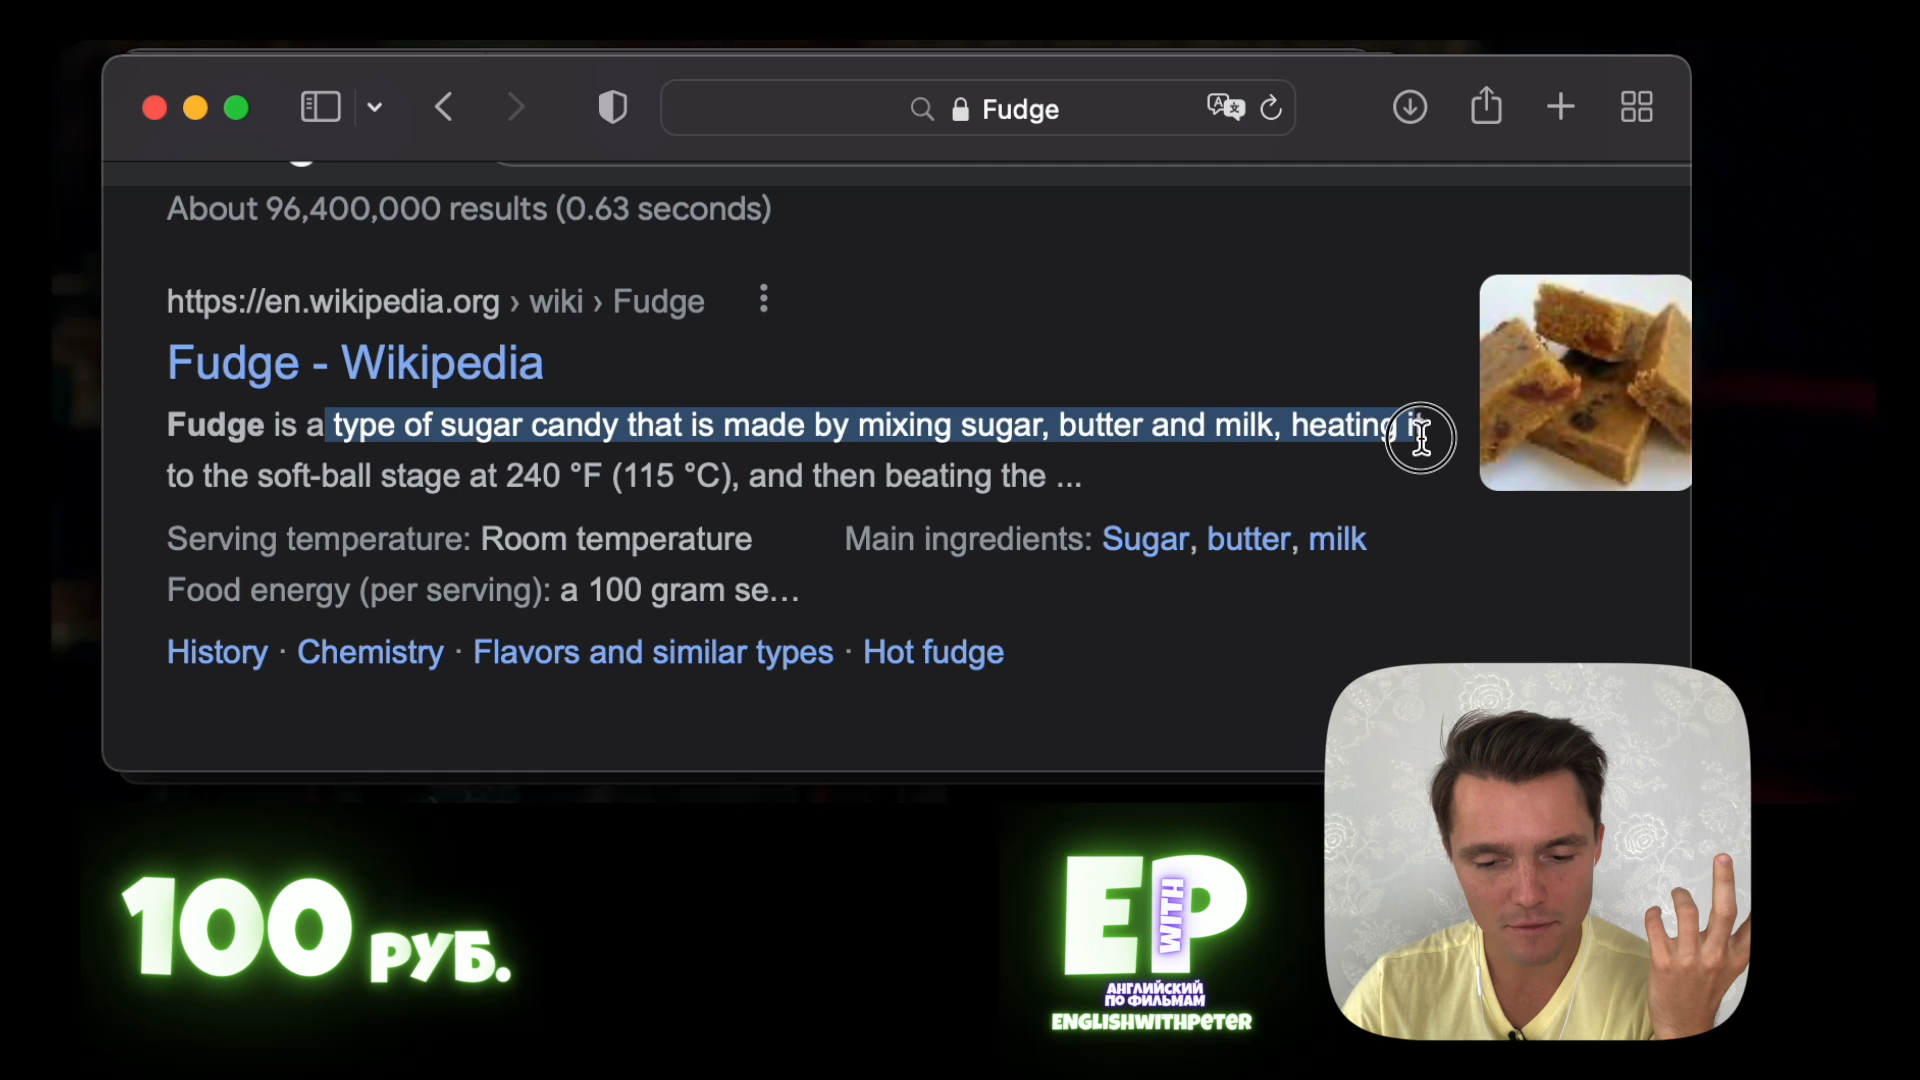 Fudge
About 96,400,000 results (0.63 seconds)
https://en.wikipedia.org › wiki › Fudge
Fudge - Wikipedia
Fudge is a type of sugar candy that is made by mixing sugar, butter and milk, heating it
to the soft-ball stage at 240 °F (115 °C), and then beating the ...
Serving temperature: Room temperature Main ingredients: Sugar, butter, milk
Food energy (per serving): a 100 gram se...
History · Chemistry · Flavors and similar types · Hot fudge
100 РУБ.
E WITH P
АНГЛИЙСКИЙ
ПО ФИЛЬМАМ
ENGLISHWITHPETER